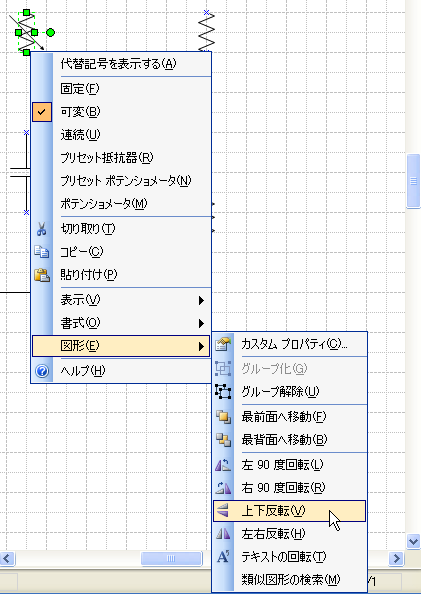 代替記号を表示する(A)
固定(F)
可変(B)
連続(U)
プリセット抵抗器(R)
プリセット ポテンショメータ(N)
ポテンショメータ(M)
切り取り(T)
コピー(C)
貼り付け(P)
表示(V)
書式(O)
図形(E)
ヘルプ(H)
カスタム プロパティ(C)...
グループ化(G)
グループ解除(U)
最前面へ移動(F)
最背面へ移動(B)
左 90 度回転(L)
右 90 度回転(R)
上下反転(V)
左右反転(H)
テキストの回転(T)
類似図形の検索(M)
/1